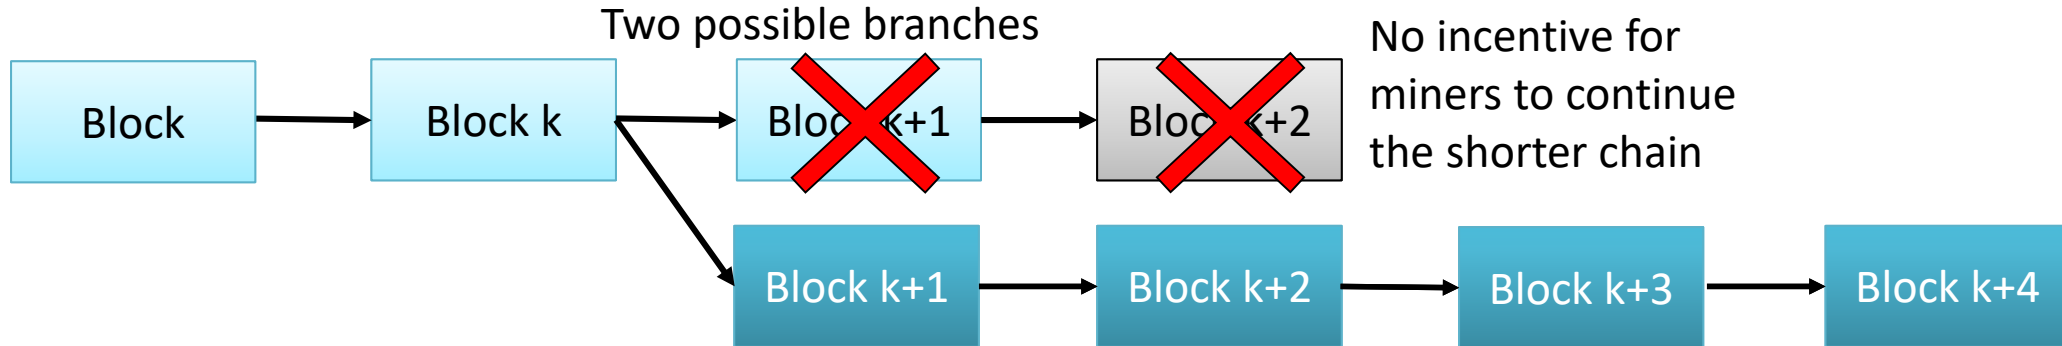 Two possible branches
No incentive for
miners to continue
the shorter chain
Block
Block k
Block k+1
Block k+2
Block k+1
Block k+2
Block k+3
Block k+4